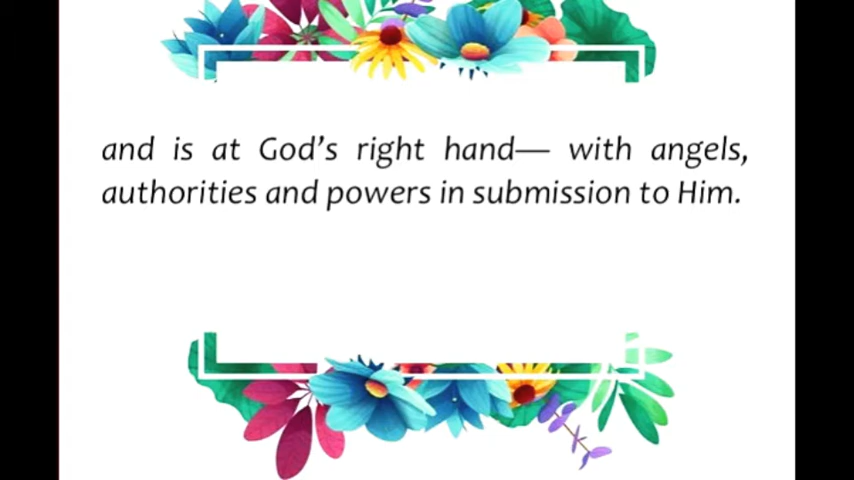 and is at God's right hand— with angels,
authorities and powers in submission to Him.